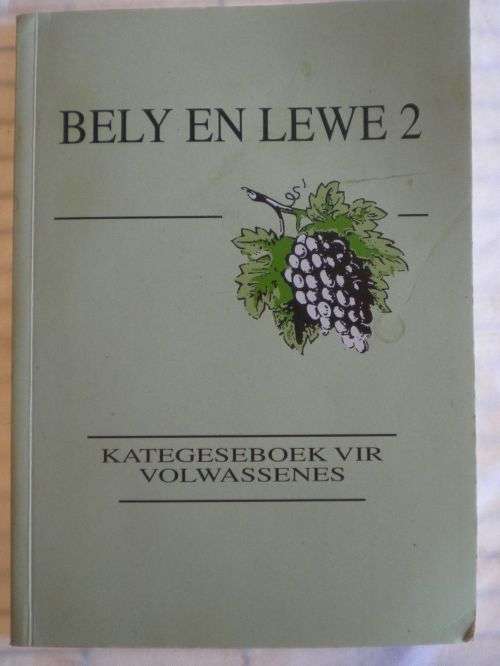 BELY EN LEWE 2
KATEGESEBOEK VIR
VOLWASSENES